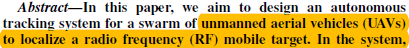 Abstract—In this paper, we aim to design an autonomous
tracking system for a swarm of unmanned aerial vehicles (UAVs)
to localize a radio frequency (RF) mobile target. In the system,